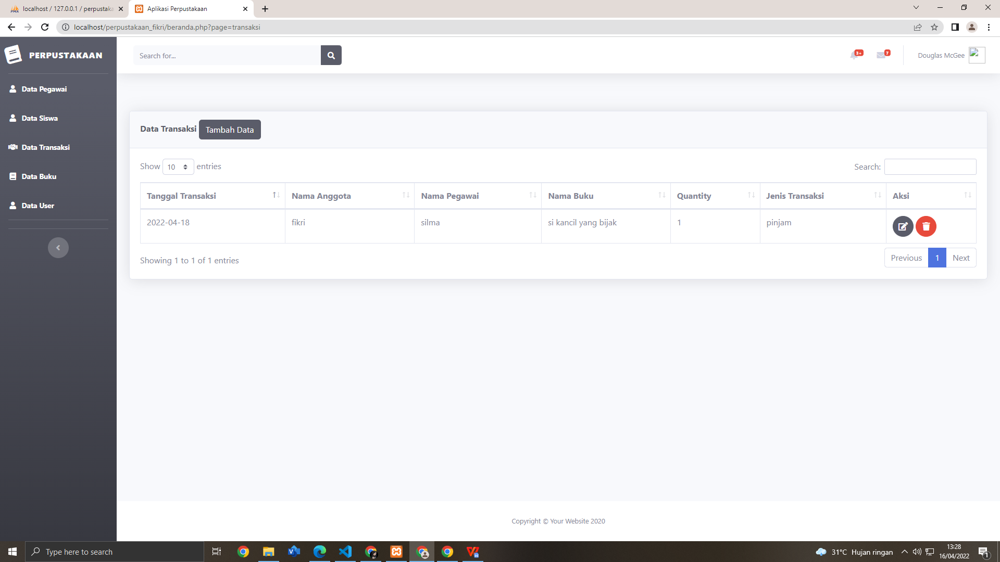 localhost / 127.0.0.1 / perpustaka
Aplikasi Perpustakaan
localhost/perpustakaan_fikri/beranda.php?page=transaksi
PERPUSTAKAAN
Search for...
3+
7
Douglas McGee
Data Pegawai
Data Siswa
Data Transaksi
Data Buku
Data User
Data Transaksi
Tambah Data
Show 10 entries
Search:
Tanggal Transaksi
Nama Anggota
Nama Pegawai
Nama Buku
Quantity
Jenis Transaksi
Aksi
2022-04-18
fikri
silma
si kancil yang bijak
1
pinjam
Showing 1 to 1 of 1 entries
Previous
1
Next
Copyright © Your Website 2020
Type here to search
31°C Hujan ringan
13:28
16/04/2022
1